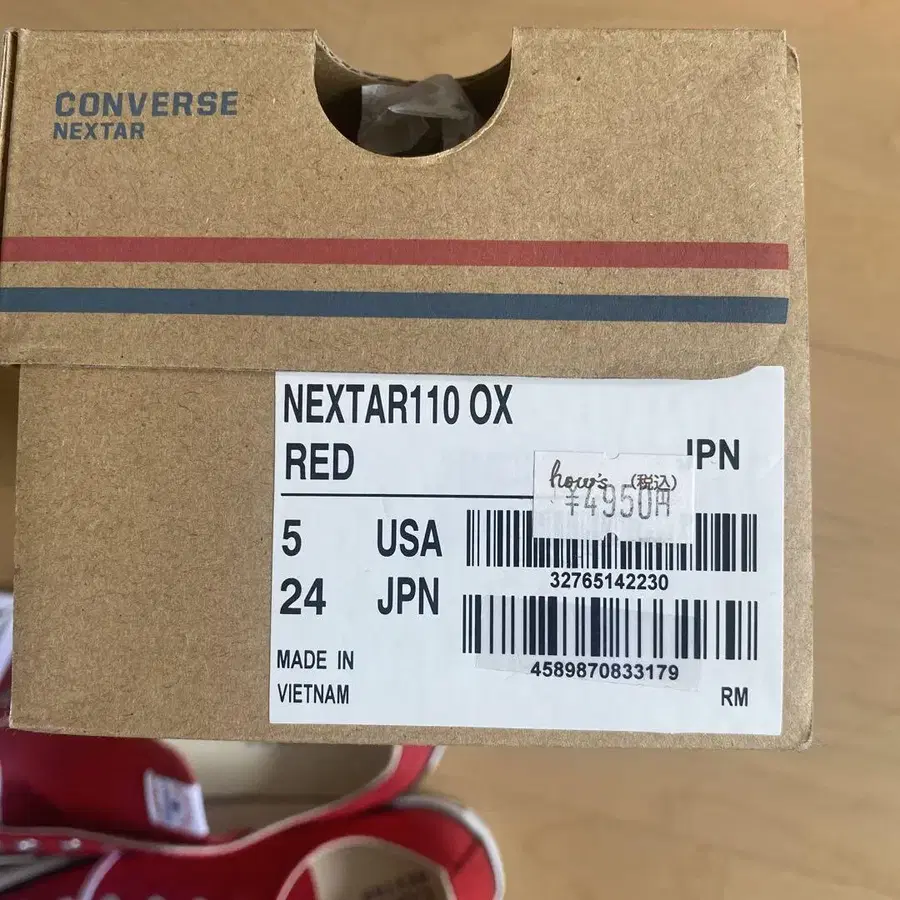 CONVERSE
NEXTAR
NEXTAR110 OX
RED
JPN
how's (税込)
¥4950円
5 USA
32765142230
24 JPN
4589870833179
MADE IN
VIETNAM
RM